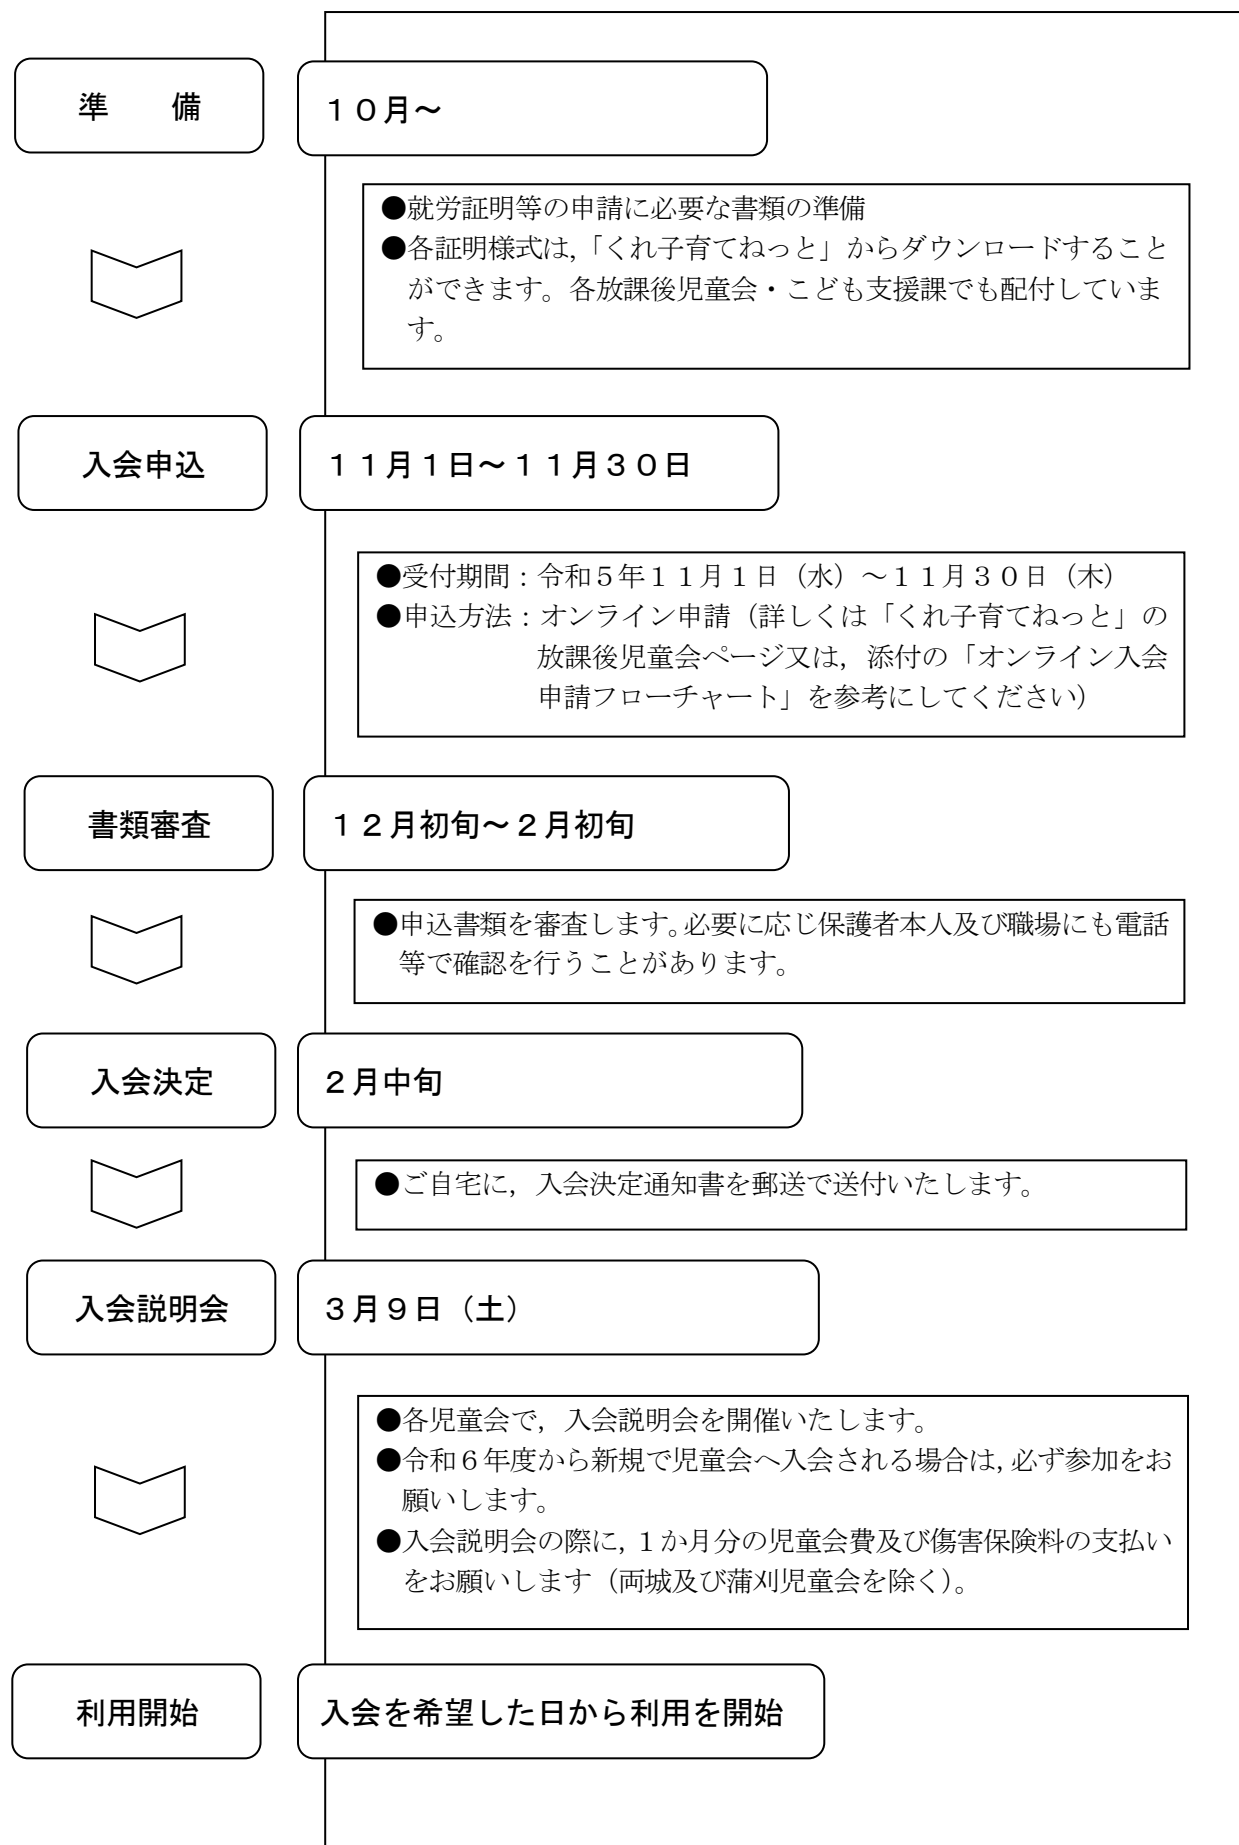 準　　備
１０月～
●就労証明等の申請に必要な書類の準備
●各証明様式は，「くれ子育てねっと」からダウンロードすること
ができます。各放課後児童会・こども支援課でも配付していま
す。
入会申込
１１月１日～１１月３０日
●受付期間：令和５年１１月１日（水）～１１月３０日（木）
●申込方法：オンライン申請（詳しくは「くれ子育てねっと」の
放課後児童会ページ又は，添付の「オンライン入会
申請フローチャート」を参考にしてください）
書類審査
１２月初旬～２月初旬
●申込書類を審査します。必要に応じ保護者本人及び職場にも電話
等で確認を行うことがあります。
入会決定
２月中旬
●ご自宅に，入会決定通知書を郵送で送付いたします。
入会説明会
３月９日（土）
●各児童会で，入会説明会を開催いたします。
●令和６年度から新規で児童会へ入会される場合は，必ず参加をお
願いします。
●入会説明会の際に，１か月分の児童会費及び傷害保険料の支払い
をお願いします（両城及び蒲刈児童会を除く）。
利用開始
入会を希望した日から利用を開始